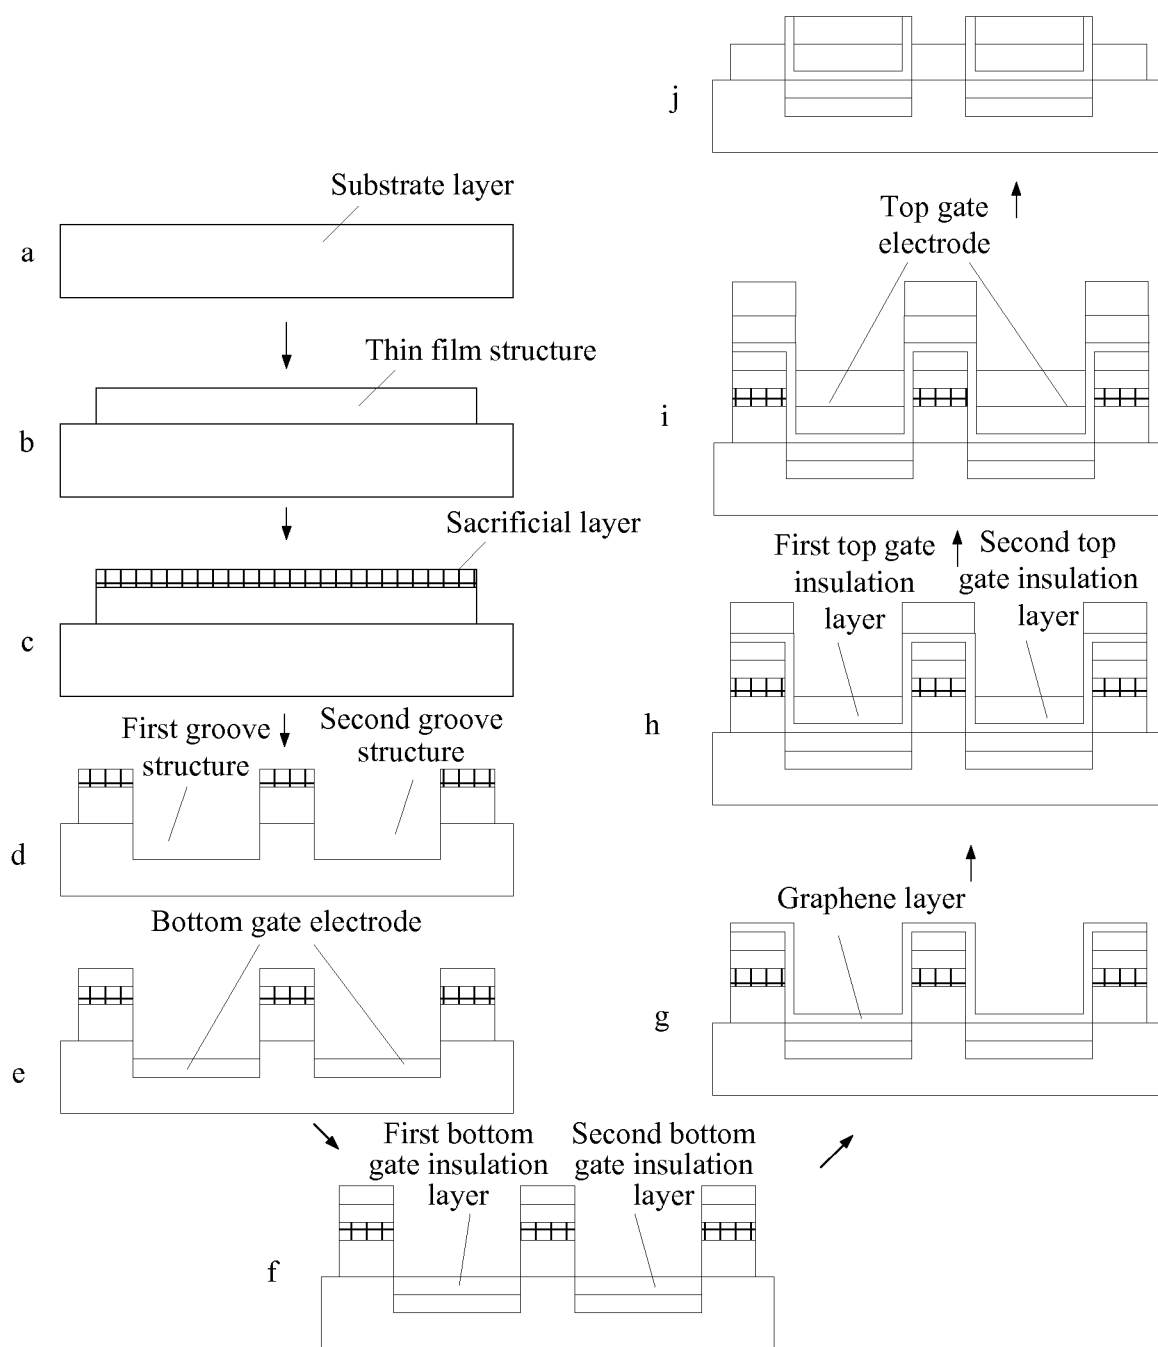 a
Substrate layer
b
Thin film structure
c
Sacrificial layer
d
First groove
structure
Second groove
structure
e
Bottom gate electrode
f
First bottom
gate insulation
layer
Second bottom
gate insulation
layer
g
Graphene layer
h
First top gate
insulation
layer
Second top
gate insulation
layer
i
Top gate
electrode
j